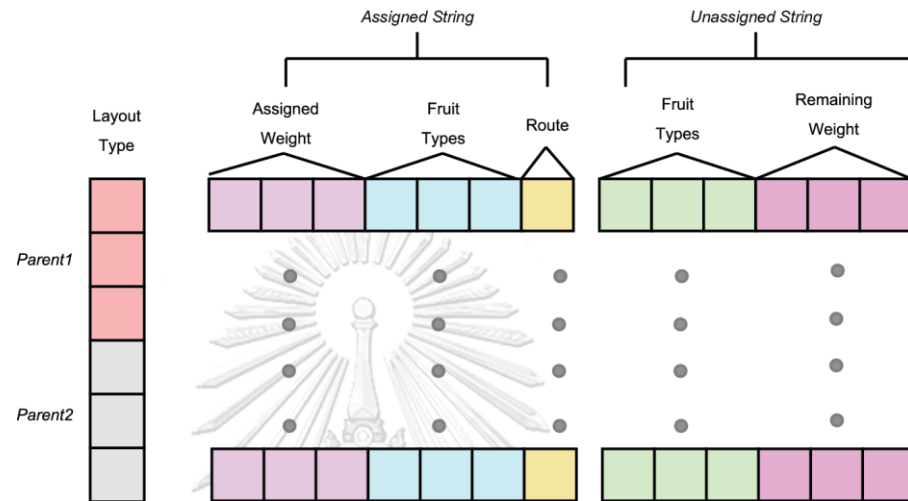 Assigned String
Unassigned String
Layout
Type
Assigned
Weight
Fruit
Types
Route
Fruit
Types
Remaining
Weight
Parent1
Parent2